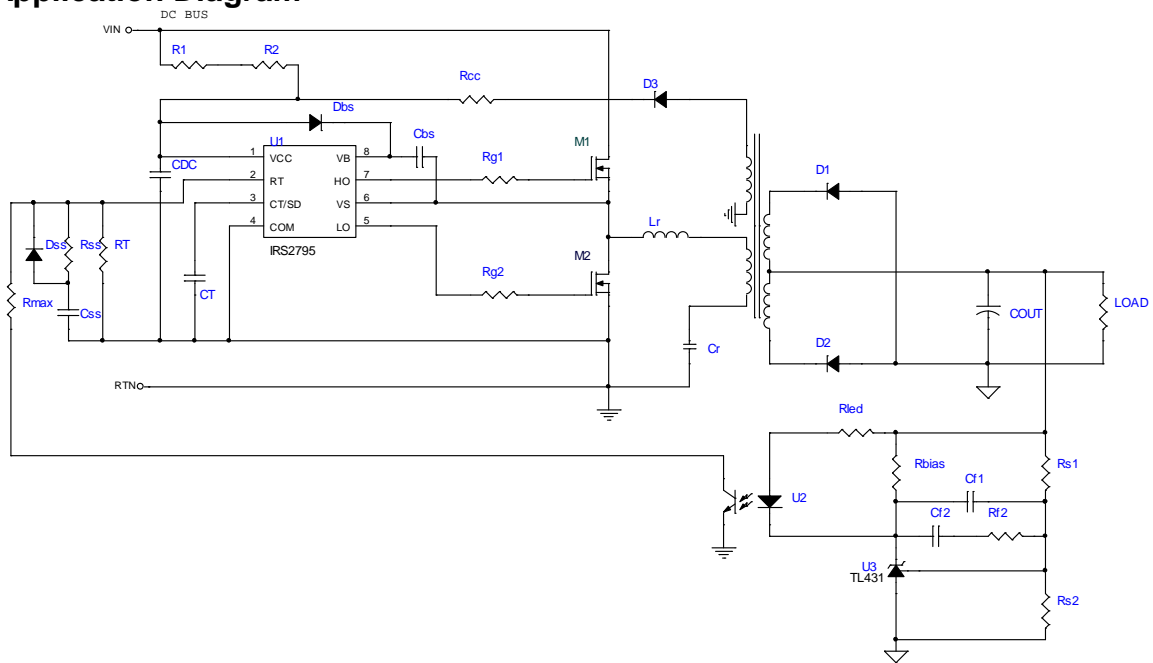 Application Diagram
DC BUS
VIN
R1
R2
Rcc
D3
Dbs
U1
Cbs
M1
CDC
1
VCC
VB
8
Rg1
D1
2
RT
HO
7
3
CT/SD
VS
6
4
COM
LO
5
Lr
IRS2795
Dss
Rss
RT
M2
Rg2
CT
Rmax
Css
COUT
LOAD
Cr
D2
RTN
Rled
Rbias
Rs1
Cf1
U2
Cf2
Rf2
U3
TL431
Rs2